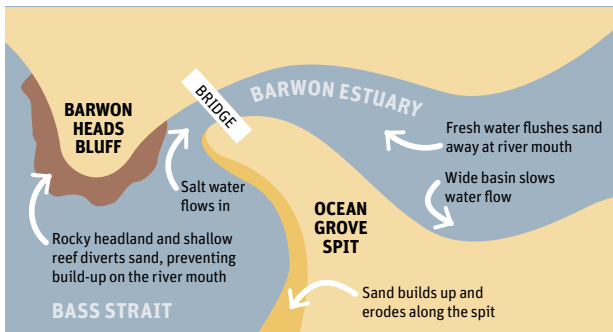 BARWON
HEADS
BLUFF
BRIDGE
BARWON ESTUARY
Fresh water flushes sand
away at river mouth
Salt water
flows in
Wide basin slows
water flow
OCEAN
GROVE
SPIT
Rocky headland and shallow
reef diverts sand, preventing
build-up on the river mouth
Sand builds up and
erodes along the spit
BASS STRAIT